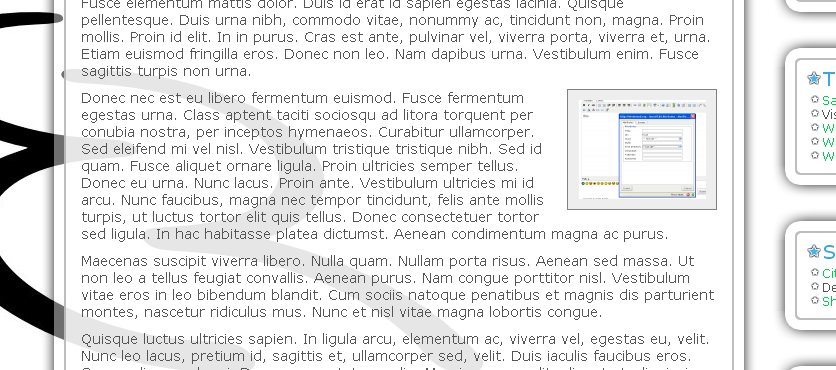 Fusce elementum mattis dolor. Duis id erat id sapien egestas lacinia. Quisque
pellentesque. Duis urna nibh, commodo vitae, nonummy ac, tincidunt non, magna. Proin
mollis. Proin id elit. In in purus. Cras est ante, pulvinar vel, viverra porta, viverra et, urna.
Etiam euismod fringilla eros. Donec non leo. Nam dapibus urna. Vestibulum enim. Fusce
sagittis turpis non urna.
Donec nec est eu libero fermentum euismod. Fusce fermentum
egestas urna. Class aptent taciti sociosqu ad litora torquent per
conubia nostra, per inceptos hymenaeos. Curabitur ullamcorper.
Sed eleifend mi vel nisl. Vestibulum tristique tristique nibh. Sed id
quam. Fusce aliquet ornare ligula. Proin ultricies semper tellus.
Donec eu urna. Nunc lacus. Proin ante. Vestibulum ultricies mi id
arcu. Nunc faucibus, magna nec tempor tincidunt, felis ante mollis
turpis, ut luctus tortor elit quis tellus. Donec consectetuer tortor
sed ligula. In hac habitasse platea dictumst. Aenean condimentum magna ac purus.
Maecenas suscipit viverra libero. Nulla quam. Nullam porta risus. Aenean sed massa. Ut
non leo a tellus feugiat convallis. Aenean purus. Nam congue porttitor nisl. Vestibulum
vitae eros in leo bibendum blandit. Cum sociis natoque penatibus et magnis dis parturient
montes, nascetur ridiculus mus. Nunc et nisl vitae magna lobortis congue.
Quisque luctus ultricies sapien. In ligula arcu, elementum ac, viverra vel, egestas eu, velit.
Nunc leo lacus, pretium id, sagittis et, ullamcorper sed, velit. Duis iaculis faucibus eros.
T
Sa
Vis
W
W
W
S
Cit
De
Sh